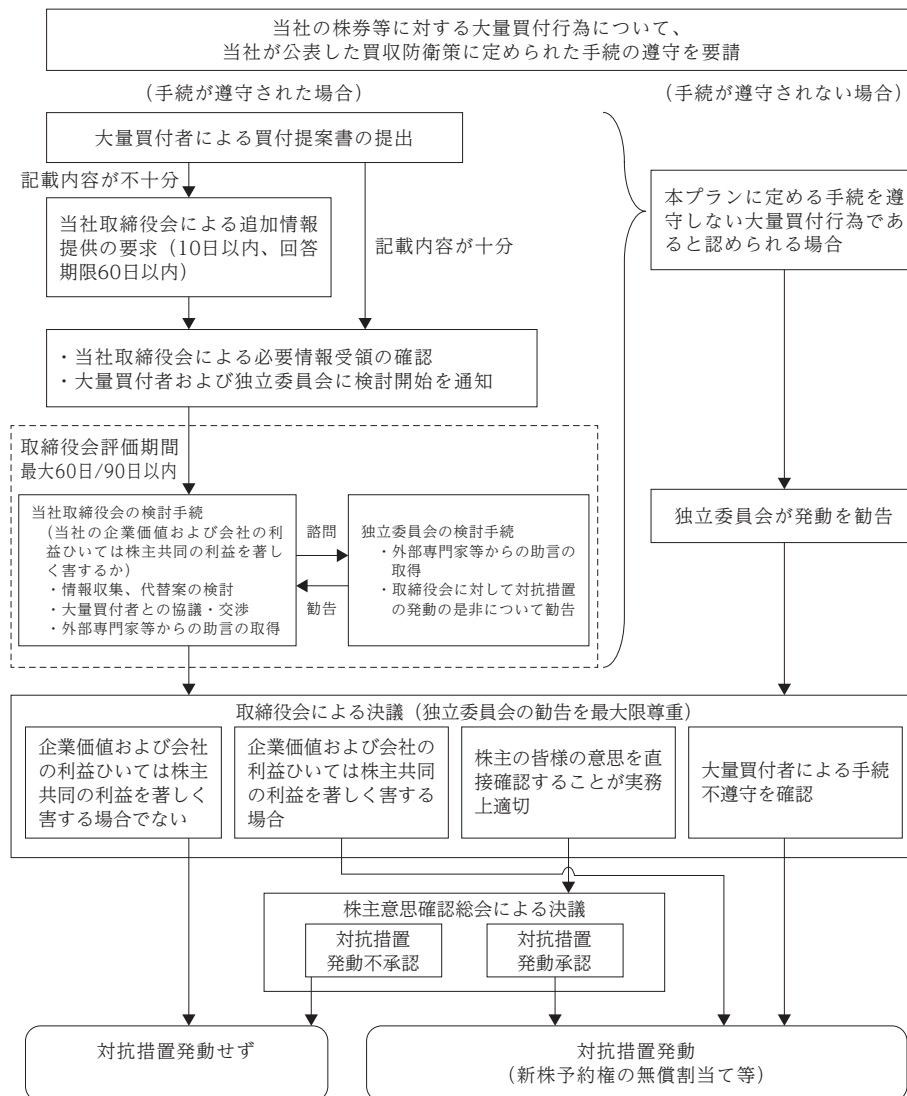 当社の株券等に対する大量買付行為について、
当社が公表した買収防衛策に定められた手続の遵守を要請
（手続が遵守された場合）
（手続が遵守されない場合）
大量買付者による買付提案書の提出
記載内容が不十分
当社取締役会による追加情報
提供の要求（10日以内、回答
期限60日以内）
記載内容が十分
本プランに定める手続を遵
守しない大量買付行為であ
ると認められる場合
・当社取締役会による必要情報受領の確認
・大量買付者および独立委員会に検討開始を通知
取締役会評価期間
最大60日/90日以内
当社取締役会の検討手続
（当社の企業価値および会社の利
益ひいては株主共同の利益を著し
く害するか）
・情報収集、代替案の検討
・大量買付者との協議・交渉
・外部専門家等からの助言の取得
諮問
勧告
独立委員会の検討手続
・外部専門家等からの助言の
取得
・取締役会に対して対抗措置
の発動の是非について勧告
独立委員会が発動を勧告
取締役会による決議（独立委員会の勧告を最大限尊重）
企業価値および会社
の利益ひいては株主
共同の利益を著しく
害する場合でない
企業価値および会社の
利益ひいては株主共同
の利益を著しく害する
場合
株主の皆様の意思を直
接確認することが実務
上適切
大量買付者による手続
不遵守を確認
株主意思確認総会による決議
対抗措置
発動不承認
対抗措置
発動承認
対抗措置発動せず
対抗措置発動
（新株予約権の無償割当て等）